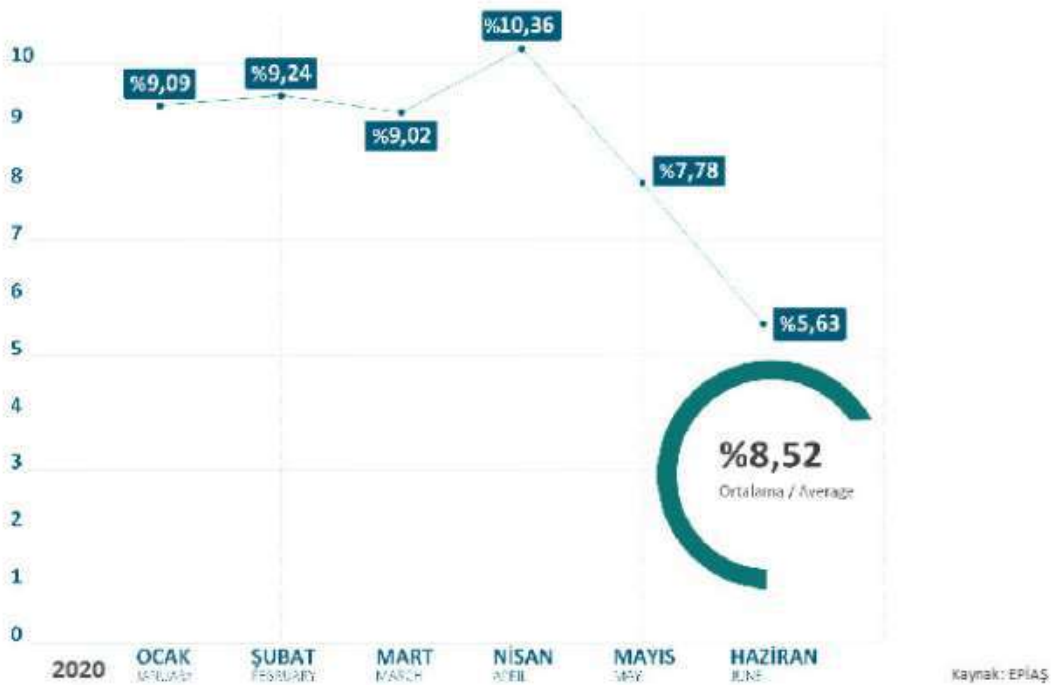 %10,36
10
%9,09
%9,24
9
%9,02
8
%7,78
7
6
%5,63
5
4
%8,52
3
Ortalama / Average
2
1
0
2020
OCAK
JANUARY
ŞUBAT
FEBRUARY
MART
MARCH
NİSAN
APRIL
MAYIS
MAY
HAZİRAN
JUNE
Kaynak: EPİAŞ